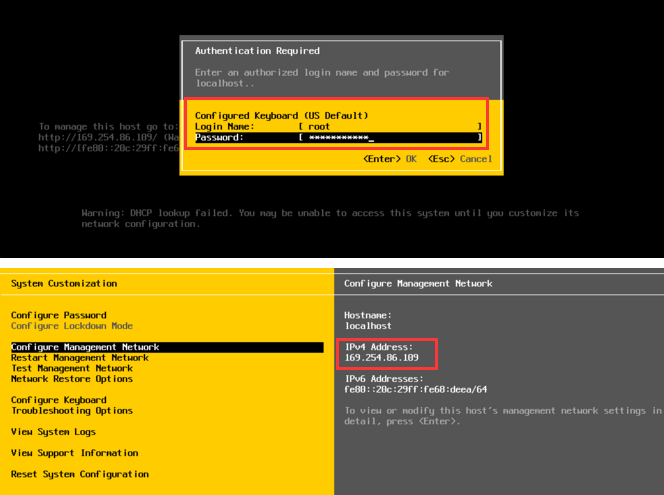 Authentication Required
Enter an authorized login name and password for
localhost..
Configured Keyboard (US Default)
Login Name: [ root ]
Password: [ ***********_ ]
<Enter> OK <Esc> Cancel
To manage this host go to:
http://169.254.86.109/ (Wa
http://[fe80::20c:29ff:fe6
Warning: DHCP lookup failed. You may be unable to access this system until you customize its
network configuration.
System Customization
Configure Password
Configure Lockdown Mode
Configure Management Network
Restart Management Network
Test Management Network
Network Restore Options
Configure Keyboard
Troubleshooting Options
View System Logs
View Support Information
Reset System Configuration
Configure Management Network
Hostname:
localhost
IPv4 Address:
169.254.86.109
IPv6 Addresses:
fe80::20c:29ff:fe68:deea/64
To view or modify this host's management network settings in
detail, press <Enter>.